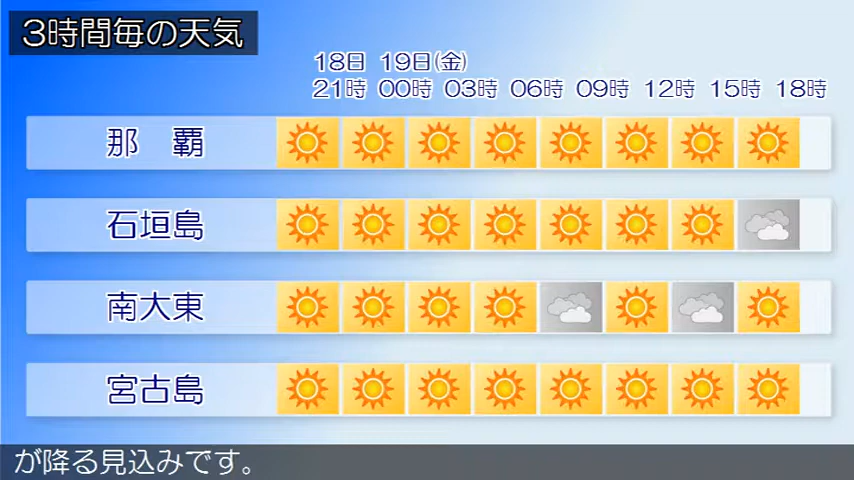 3時間毎の天気
18日 19日(金)
21時 00時 03時 06時 09時 12時 15時 18時
那　覇
石垣島
南大東
宮古島
が降る見込みです。